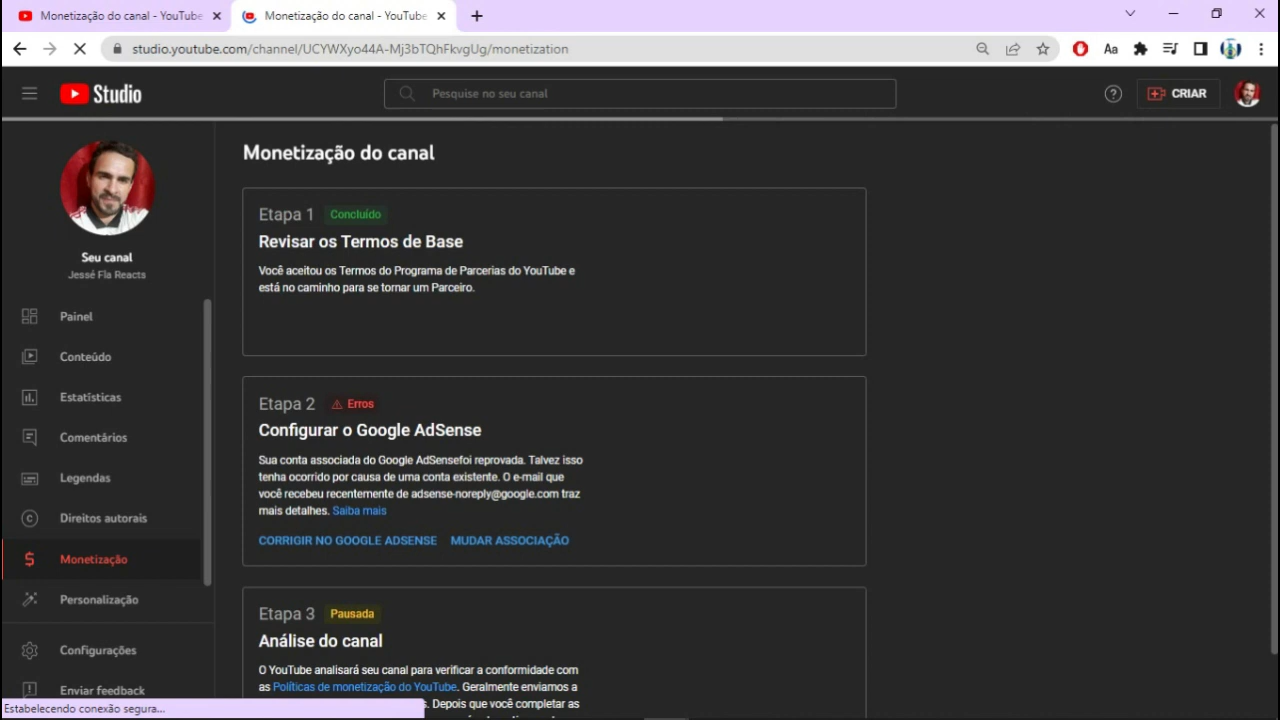 Monetização do canal - YouTube
Monetização do canal - YouTube
studio.youtube.com/channel/UCYWXyo44A-Mj3bTQhFkvgUg/monetization
Aa
Studio
Pesquise no seu canal
CRIAR
Seu canal
Jessé Fla Reacts
Painel
Conteúdo
Estatísticas
Comentários
Legendas
Direitos autorais
Monetização
Personalização
Configurações
Enviar feedback
Monetização do canal
Etapa 1 Concluído
Revisar os Termos de Base
Você aceitou os Termos do Programa de Parcerias do YouTube e
está no caminho para se tornar um Parceiro.
Etapa 2 Erros
Configurar o Google AdSense
Sua conta associada do Google AdSensefoi reprovada. Talvez isso
tenha ocorrido por causa de uma conta existente. O e-mail que
você recebeu recentemente de adsense-noreply@google.com traz
mais detalhes. Saiba mais
CORRIGIR NO GOOGLE ADSENSE MUDAR ASSOCIAÇÃO
Etapa 3 Pausada
Análise do canal
O YouTube analisará seu canal para verificar a conformidade com
as Políticas de monetização do YouTube. Geralmente enviamos a
s. Depois que você completar as
Estabelecendo conexão segura...